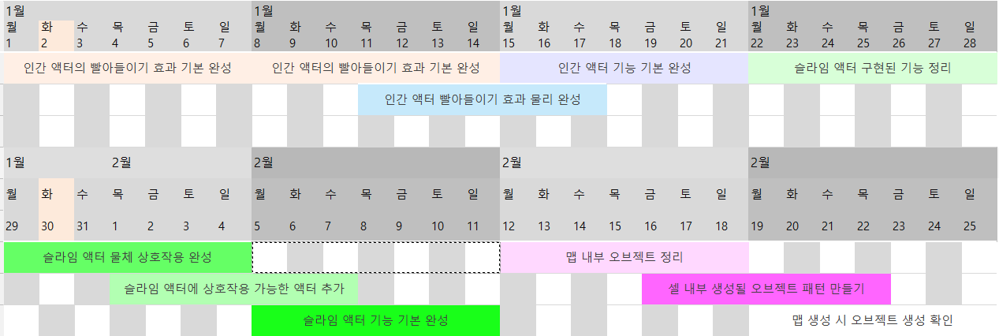 1월 1월 1월 1월
월 화 수 목 금 토 일 월 화 수 목 금 토 일 월 화 수 목 금 토 일 월 화 수 목 금 토 일
1 2 3 4 5 6 7 8 9 10 11 12 13 14 15 16 17 18 19 20 21 22 23 24 25 26 27 28
인간 액터의 빨아들이기 효과 기본 완성 인간 액터의 빨아들이기 효과 기본 완성 인간 액터 기능 기본 완성 슬라임 액터 구현된 기능 정리
인간 액터 빨아들이기 효과 물리 완성
1월 2월 2월 2월 2월
월 화 수 목 금 토 일 월 화 수 목 금 토 일 월 화 수 목 금 토 일 월 화 수 목 금 토 일
29 30 31 1 2 3 4 5 6 7 8 9 10 11 12 13 14 15 16 17 18 19 20 21 22 23 24 25
슬라임 액터 물체 상호작용 완성 맵 내부 오브젝트 정리
슬라임 액터에 상호작용 가능한 액터 추가 셀 내부 생성될 오브젝트 패턴 만들기
슬라임 액터 기능 기본 완성 맵 생성 시 오브젝트 생성 확인